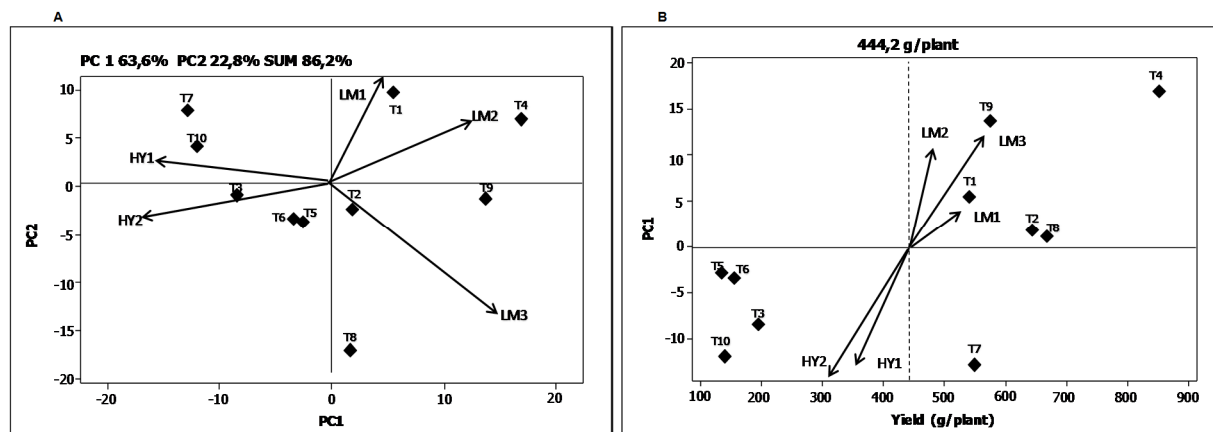 A
PC 1 63,6% PC2 22,8% SUM 86,2%
10
5
0
-5
-10
-15
-20
PC2
-20
-10
0
10
20
PC1
T7
T10
HY1
T3
HY2
T6
T5
T2
LM1
T1
T4
LM2
T9
LM3
T8
B
444,2 g/plant
20
15
10
5
0
-5
-10
PC1
100
200
300
400
500
600
700
800
900
Yield (g/plant)
T4
T9
LM2
LM3
T1
LM1
T2
T8
T5
T6
T3
T10
HY2
HY1
T7